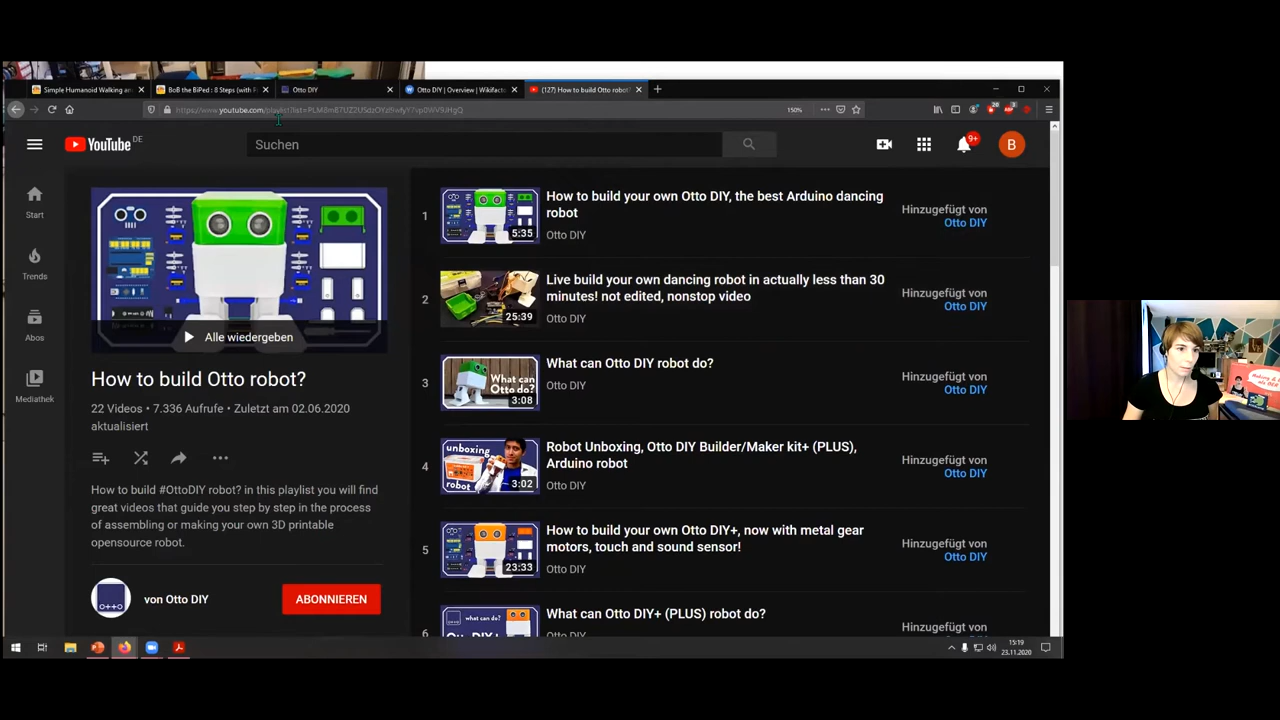 Simple Humanoid Walking an
BoB the BiPed : 8 Steps (with P
Otto DIY
Otto DIY | Overview | Wikifacto
(127) How to build Otto robot?
150%
YouTube DE
Suchen
9+
B
Start
Trends
Abos
Mediathek
Alle wiedergeben
How to build Otto robot?
22 Videos • 7.336 Aufrufe • Zuletzt am 02.06.2020
aktualisiert
How to build #OttoDIY robot? in this playlist you will find
great videos that guide you step by step in the process
of assembling or making your own 3D printable
opensource robot.
OTTO
von Otto DIY
ABONNIEREN
1
5:35
How to build your own Otto DIY, the best Arduino dancing
robot
Otto DIY
Hinzugefügt von
Otto DIY
2
25:39
Live build your own dancing robot in actually less than 30
minutes! not edited, nonstop video
Otto DIY
Hinzugefügt von
Otto DIY
3
What can
Otto do?
3:08
What can Otto DIY robot do?
Otto DIY
Hinzugefügt von
Otto DIY
4
unboxing
robot
3:02
Robot Unboxing, Otto DIY Builder/Maker kit+ (PLUS),
Arduino robot
Otto DIY
Hinzugefügt von
Otto DIY
5
23:33
How to build your own Otto DIY+, now with metal gear
motors, touch and sound sensor!
Otto DIY
Hinzugefügt von
Otto DIY
6
what can do?
What can Otto DIY+ (PLUS) robot do?
Otto DIY
Hinzugefügt von
15:19
23.11.2020